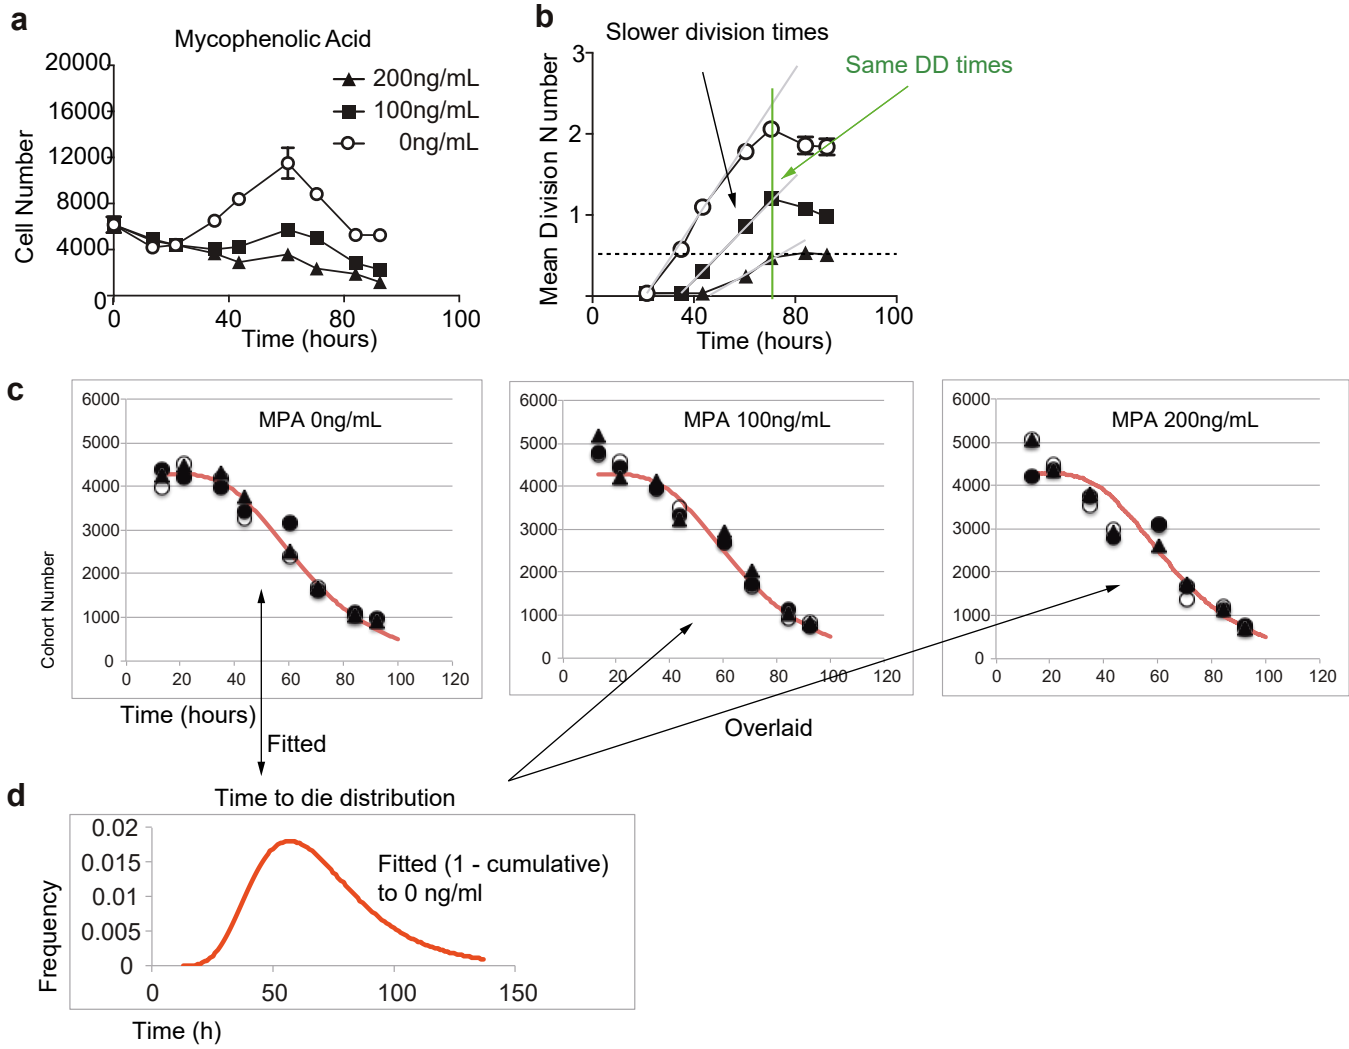 a
Mycophenolic Acid
200ng/mL
100ng/mL
0ng/mL
Cell Number
20000
16000
12000
8000
4000
0
0 40 80 100
Time (hours)
b
Slower division times
Same DD times
Mean Division Number
3
2
1
0 40 80 100
Time (hours)
c
MPA 0ng/mL
Cohort Number
6000
5000
4000
3000
2000
1000
0
0 20 40 60 80 100 120
Time (hours)
MPA 100ng/mL
6000
5000
4000
3000
2000
1000
0
0 20 40 60 80 100 120
MPA 200ng/mL
6000
5000
4000
3000
2000
1000
0
0 20 40 60 80 100 120
Fitted
Overlaid
d
Time to die distribution
Fitted (1 - cumulative)
to 0 ng/ml
Frequency
0.02
0.015
0.01
0.005
0
0 50 100 150
Time (h)